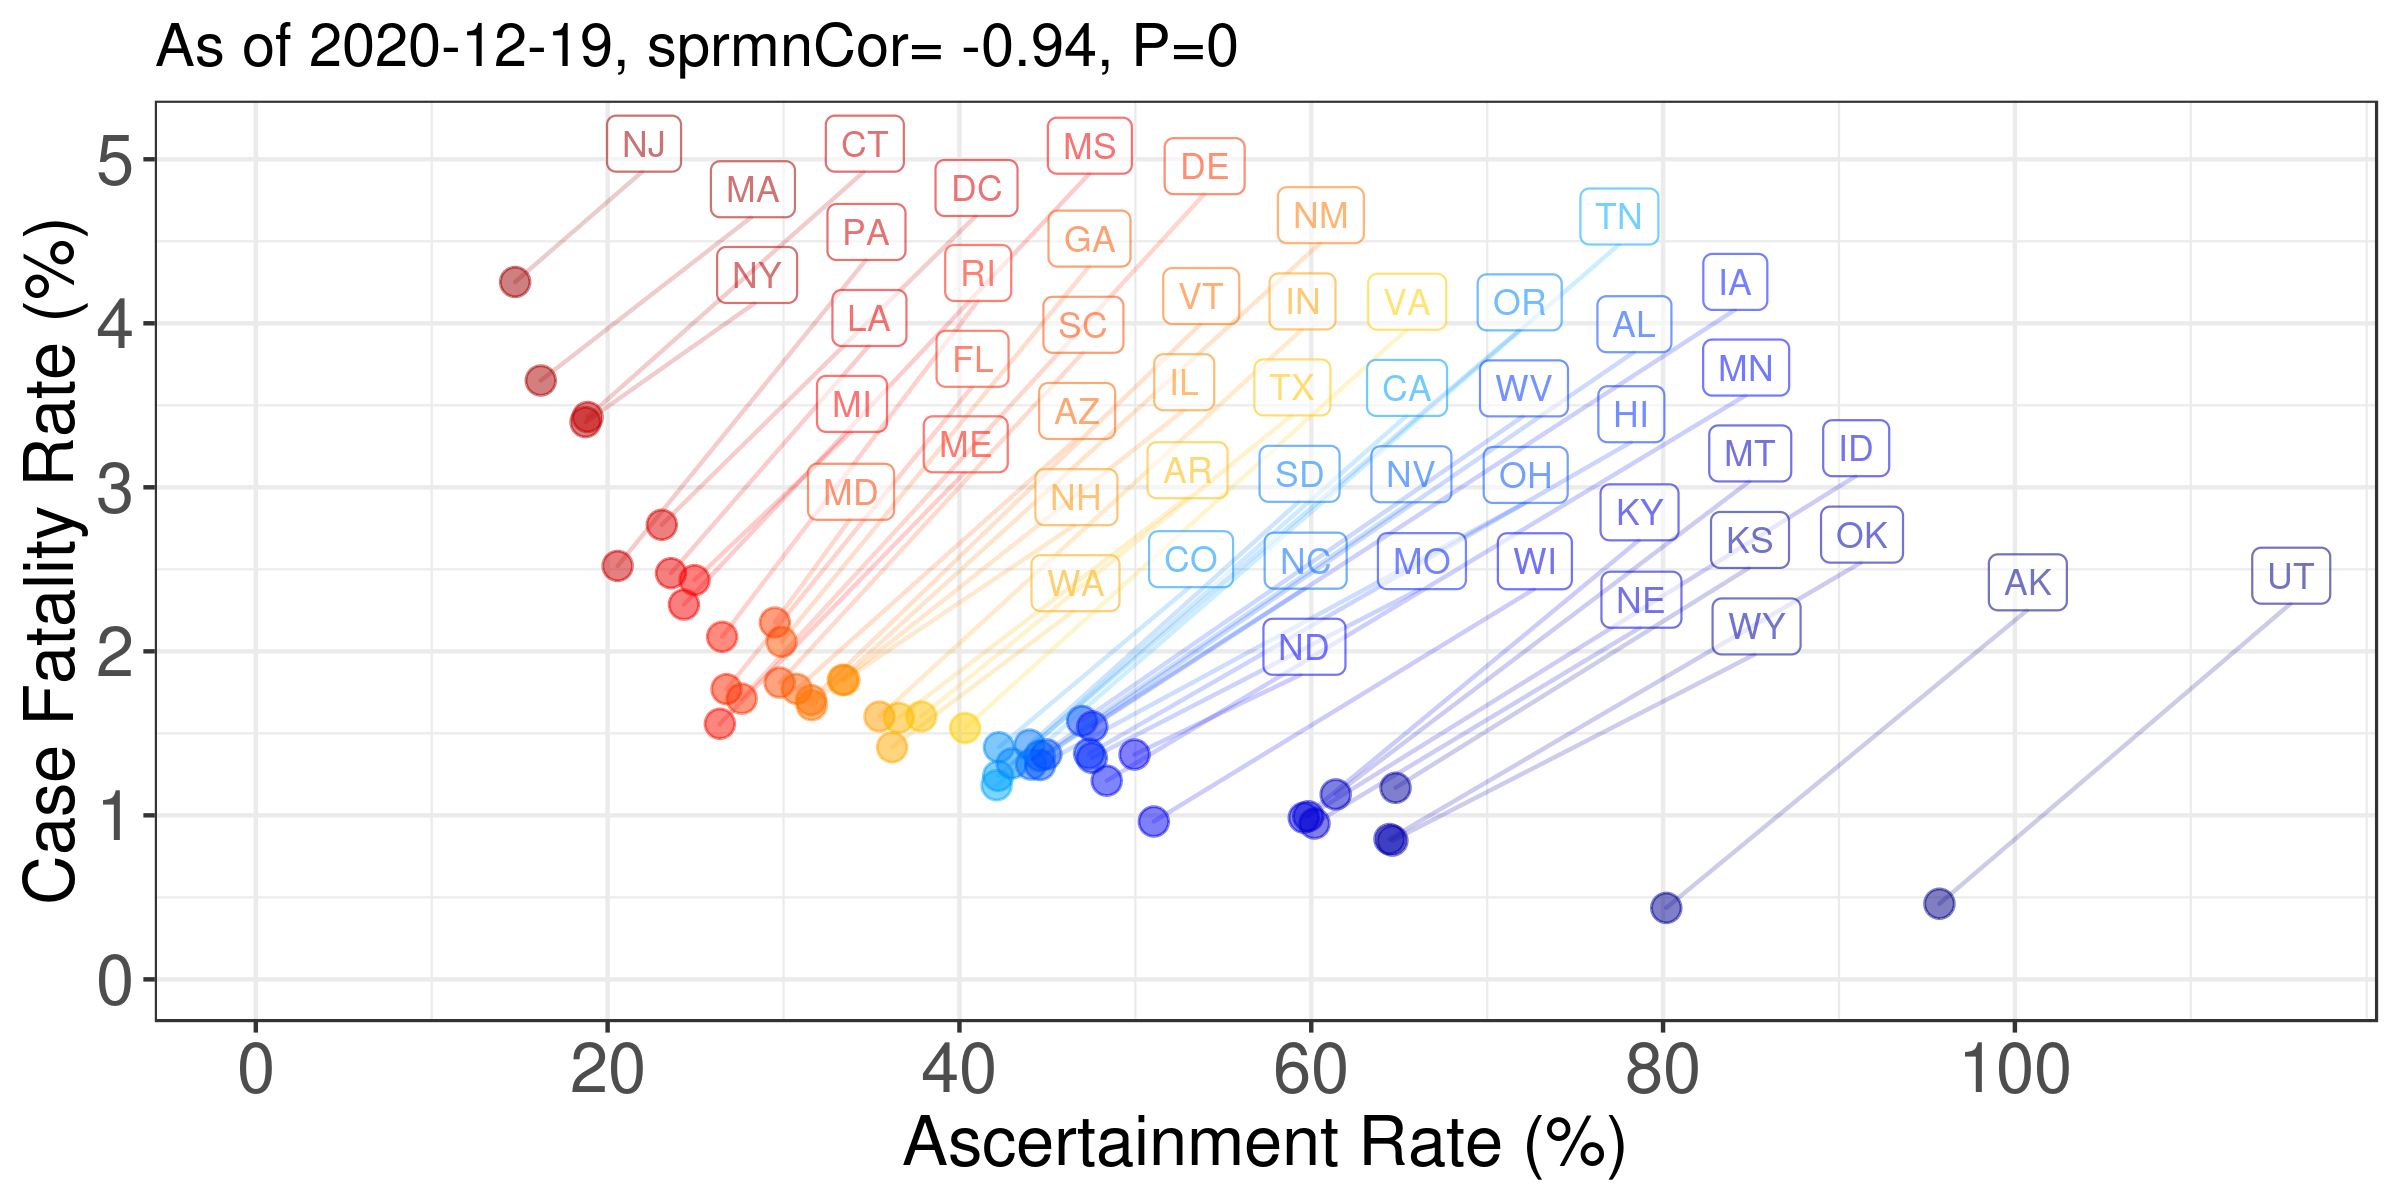 As of 2020-12-19, sprmnCor= -0.94, P=0
Case Fatality Rate (%)
5
4
3
2
1
0
NJ
CT
MS
DE
MA
DC
NM
TN
PA
GA
NY
RI
VT
IN
VA
OR
IA
LA
SC
AL
FL
IL
TX
CA
WV
MN
MI
AZ
HI
ME
AR
SD
NV
OH
MT
ID
MD
NH
KY
KS
OK
WA
CO
NC
MO
WI
NE
AK
UT
ND
WY
0 20 40 60 80 100
Ascertainment Rate (%)